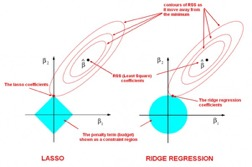 contours of RSS as
it move away from
the minimum
β₂
β₂
β̂
β̂
RSS (Least Square) coefficients
The lasso coefficients
The ridge regression
coefficients
β₁
β₁
The penalty term (budget)
shown as a constraint region
LASSO
RIDGE REGRESSION